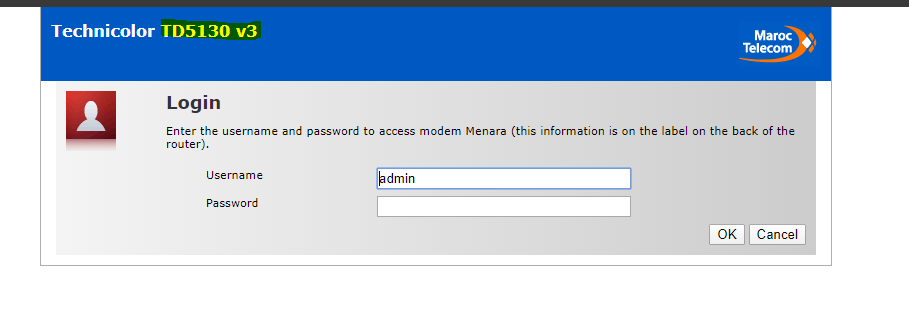 Technicolor TD5130 v3
Maroc
Telecom
Login
Enter the username and password to access modem Menara (this information is on the label on the back of the
router).
Username
admin
Password
OK
Cancel